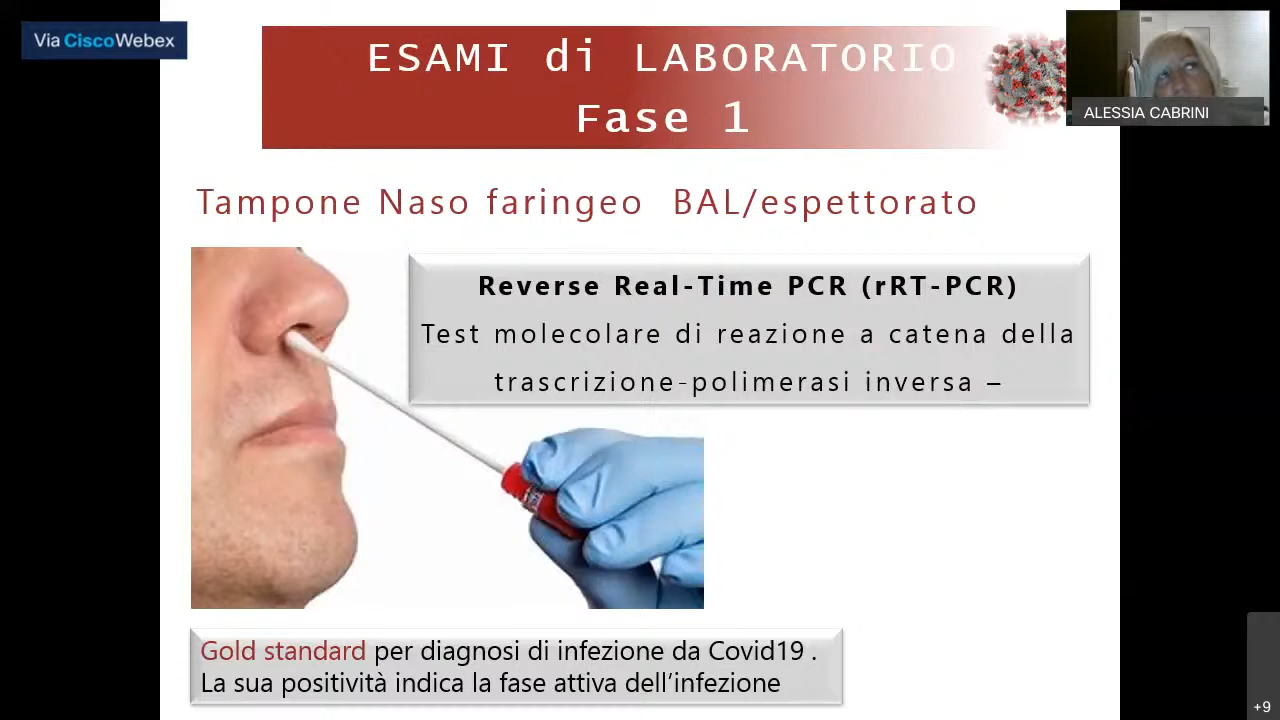 Via CiscoWebex
ESAMI di LABORATORIO
Fase 1
ALESSIA CABRINI
Tampone Naso faringeo BAL/espettorato
Reverse Real-Time PCR (rRT-PCR)
Test molecolare di reazione a catena della
trascrizione-polimerasi inversa –
Gold standard per diagnosi di infezione da Covid19 .
La sua positività indica la fase attiva dell’infezione
+9